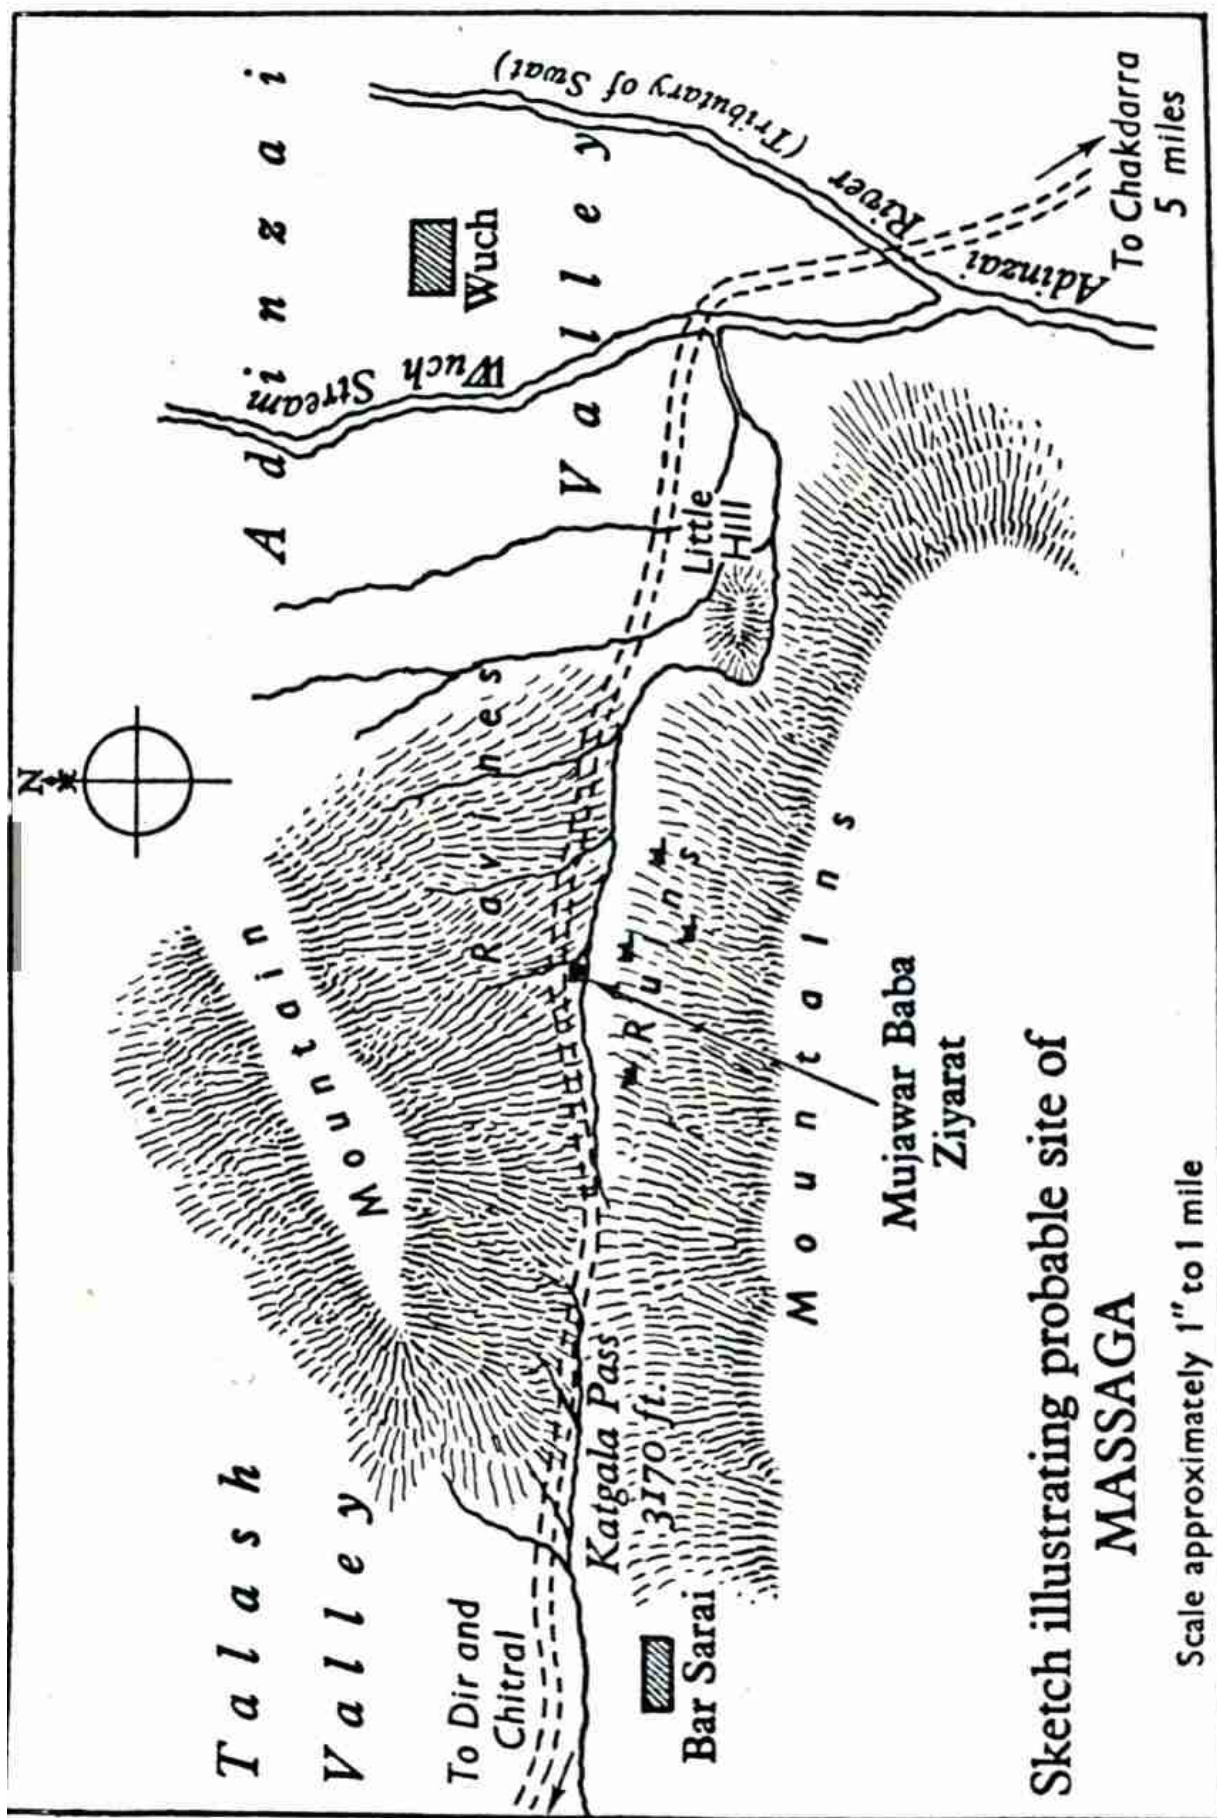 N
Talash
Valley
Adinzai
Valley
Mountain
Ravines
Wuch Stream
Wuch
Adinzai River (Tributary of Swat)
To Chakdarra
5 miles
Little
Hill
To Dir and
Chitral
Katgala Pass
3170 ft.
Bar Sarai
Ruins
Mountains
Mujawar Baba
Ziyarat
Sketch illustrating probable site of
MASSAGA
Scale approximately 1" to 1 mile